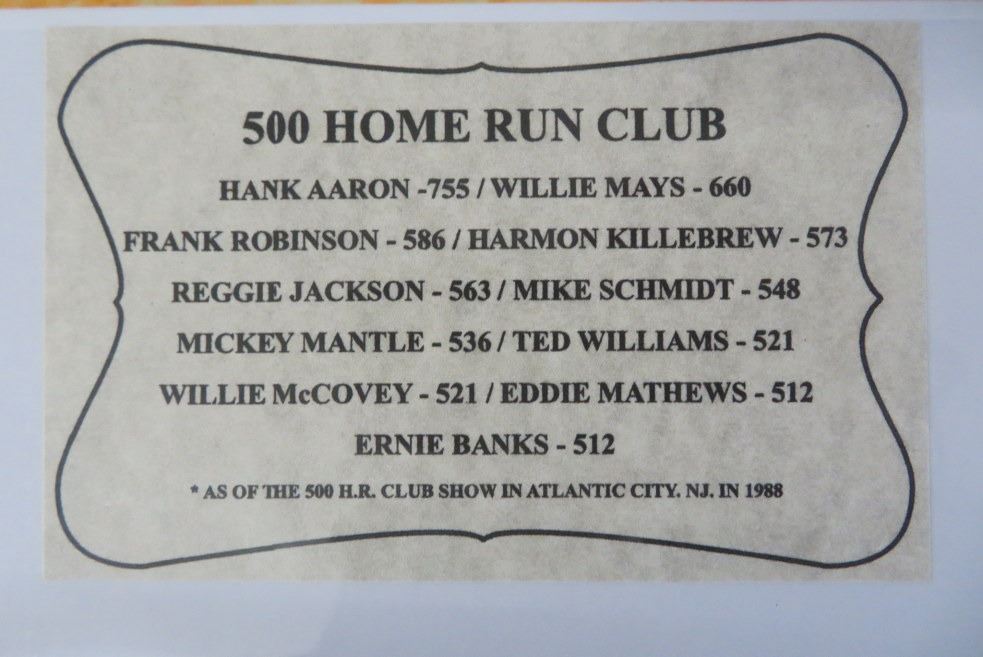 500 HOME RUN CLUB
HANK AARON -755 / WILLIE MAYS - 660
FRANK ROBINSON - 586 / HARMON KILLEBREW - 573
REGGIE JACKSON - 563 / MIKE SCHMIDT - 548
MICKEY MANTLE - 536 / TED WILLIAMS - 521
WILLIE McCOVEY - 521 / EDDIE MATHEWS - 512
ERNIE BANKS - 512
* AS OF THE 500 H.R. CLUB SHOW IN ATLANTIC CITY. NJ. IN 1988